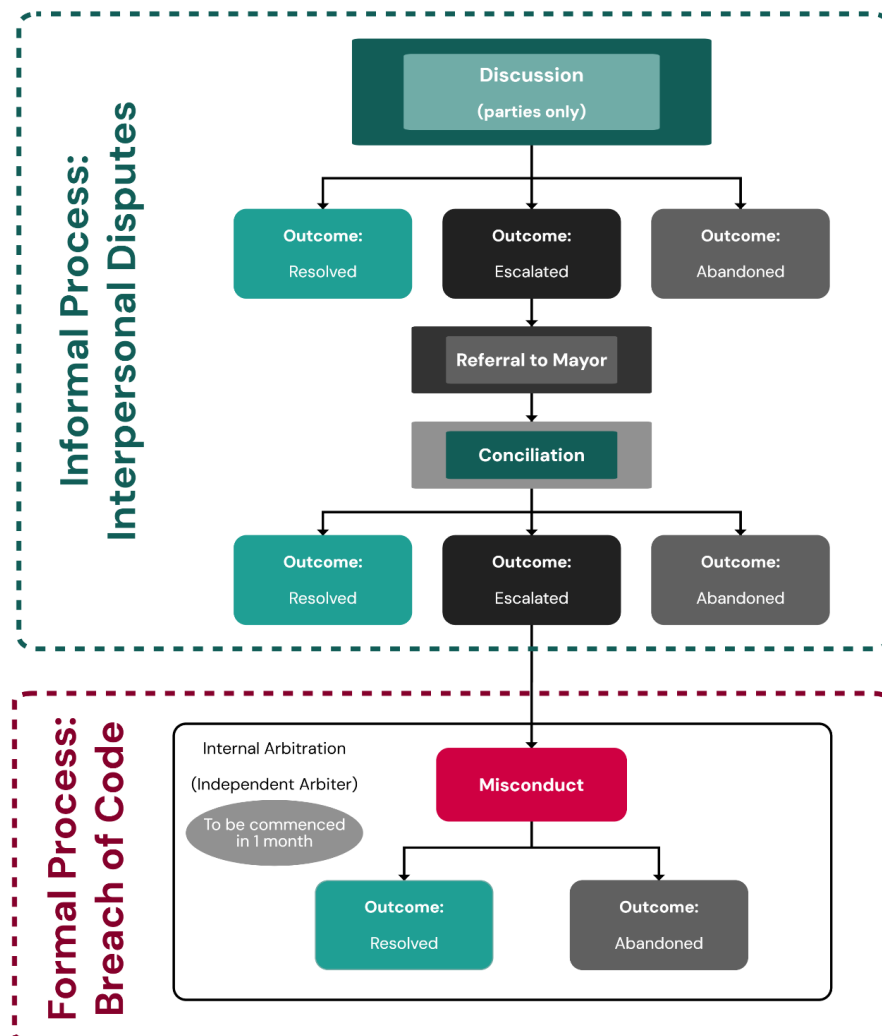 Informal Process:
Interpersonal Disputes
Discussion
(parties only)
Outcome:
Resolved
Outcome:
Escalated
Outcome:
Abandoned
Referral to Mayor
Conciliation
Outcome:
Resolved
Outcome:
Escalated
Outcome:
Abandoned
Formal Process:
Breach of Code
Internal Arbitration
(Independent Arbiter)
To be commenced
in 1 month
Misconduct
Outcome:
Resolved
Outcome:
Abandoned